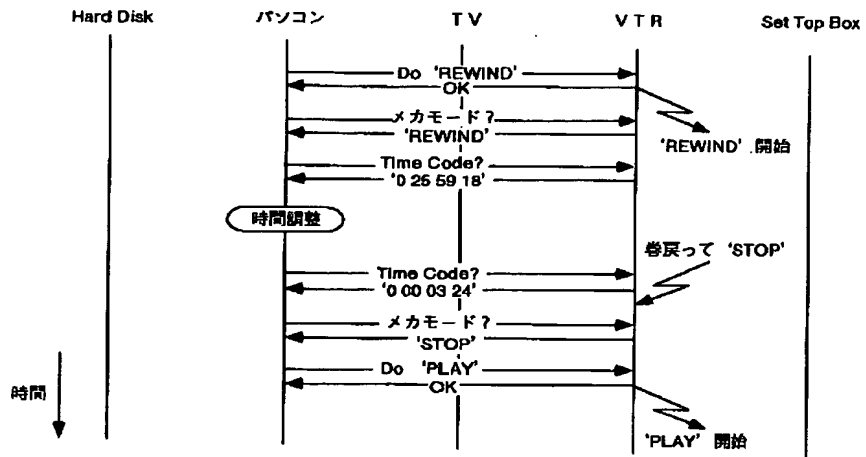 Hard Disk パソコン TV VTR Set Top Box
Do 'REWIND'
OK
メカモード?
'REWIND'
'REWIND' 開始
Time Code?
'0 25 59 18'
時間調整
巻戻って 'STOP'
Time Code?
'0 00 03 24'
メカモード?
'STOP'
Do 'PLAY'
OK
時間
'PLAY' 開始